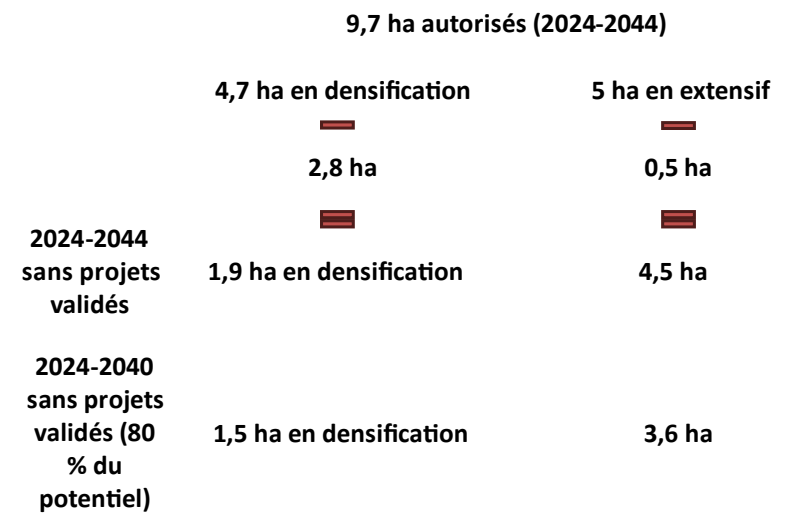 9,7 ha autorisés (2024-2044)
4,7 ha en densification
5 ha en extensif
2,8 ha
0,5 ha
2024-2044
sans projets
validés
1,9 ha en densification
4,5 ha
2024-2040
sans projets
validés (80
% du
potentiel)
1,5 ha en densification
3,6 ha